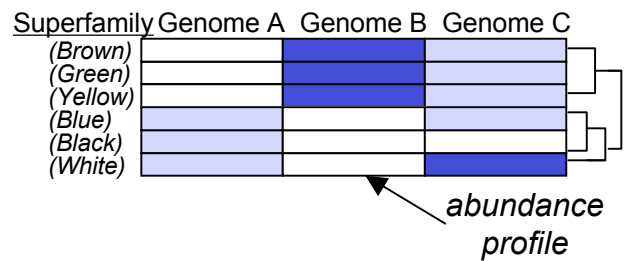 Superfamily Genome A Genome B Genome C
(Brown)
(Green)
(Yellow)
(Blue)
(Black)
(White)
abundance
profile